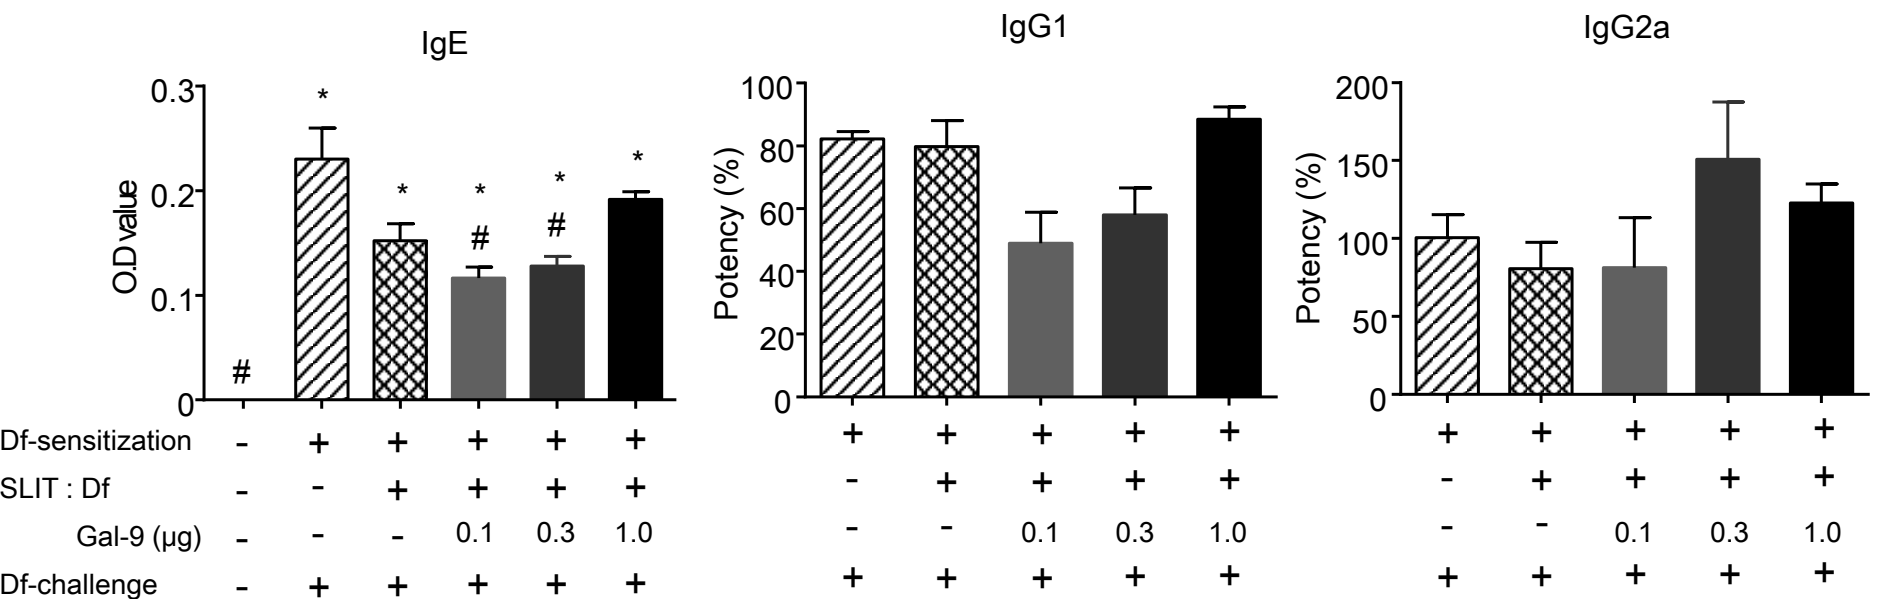 IgE
IgG1
IgG2a
O.D value
0.3
0.2
0.1
0
* * * * *
# # #
Potency (%)
100
80
60
40
20
0
Potency (%)
200
150
100
50
0
Df-sensitization - + + + + + + + + + + + + + + +
SLIT : Df - - + + + + - + + + + - + + + +
Gal-9 (µg) - - - 0.1 0.3 1.0 - - 0.1 0.3 1.0 - - 0.1 0.3 1.0
Df-challenge - + + + + + + + + + + + + + + +